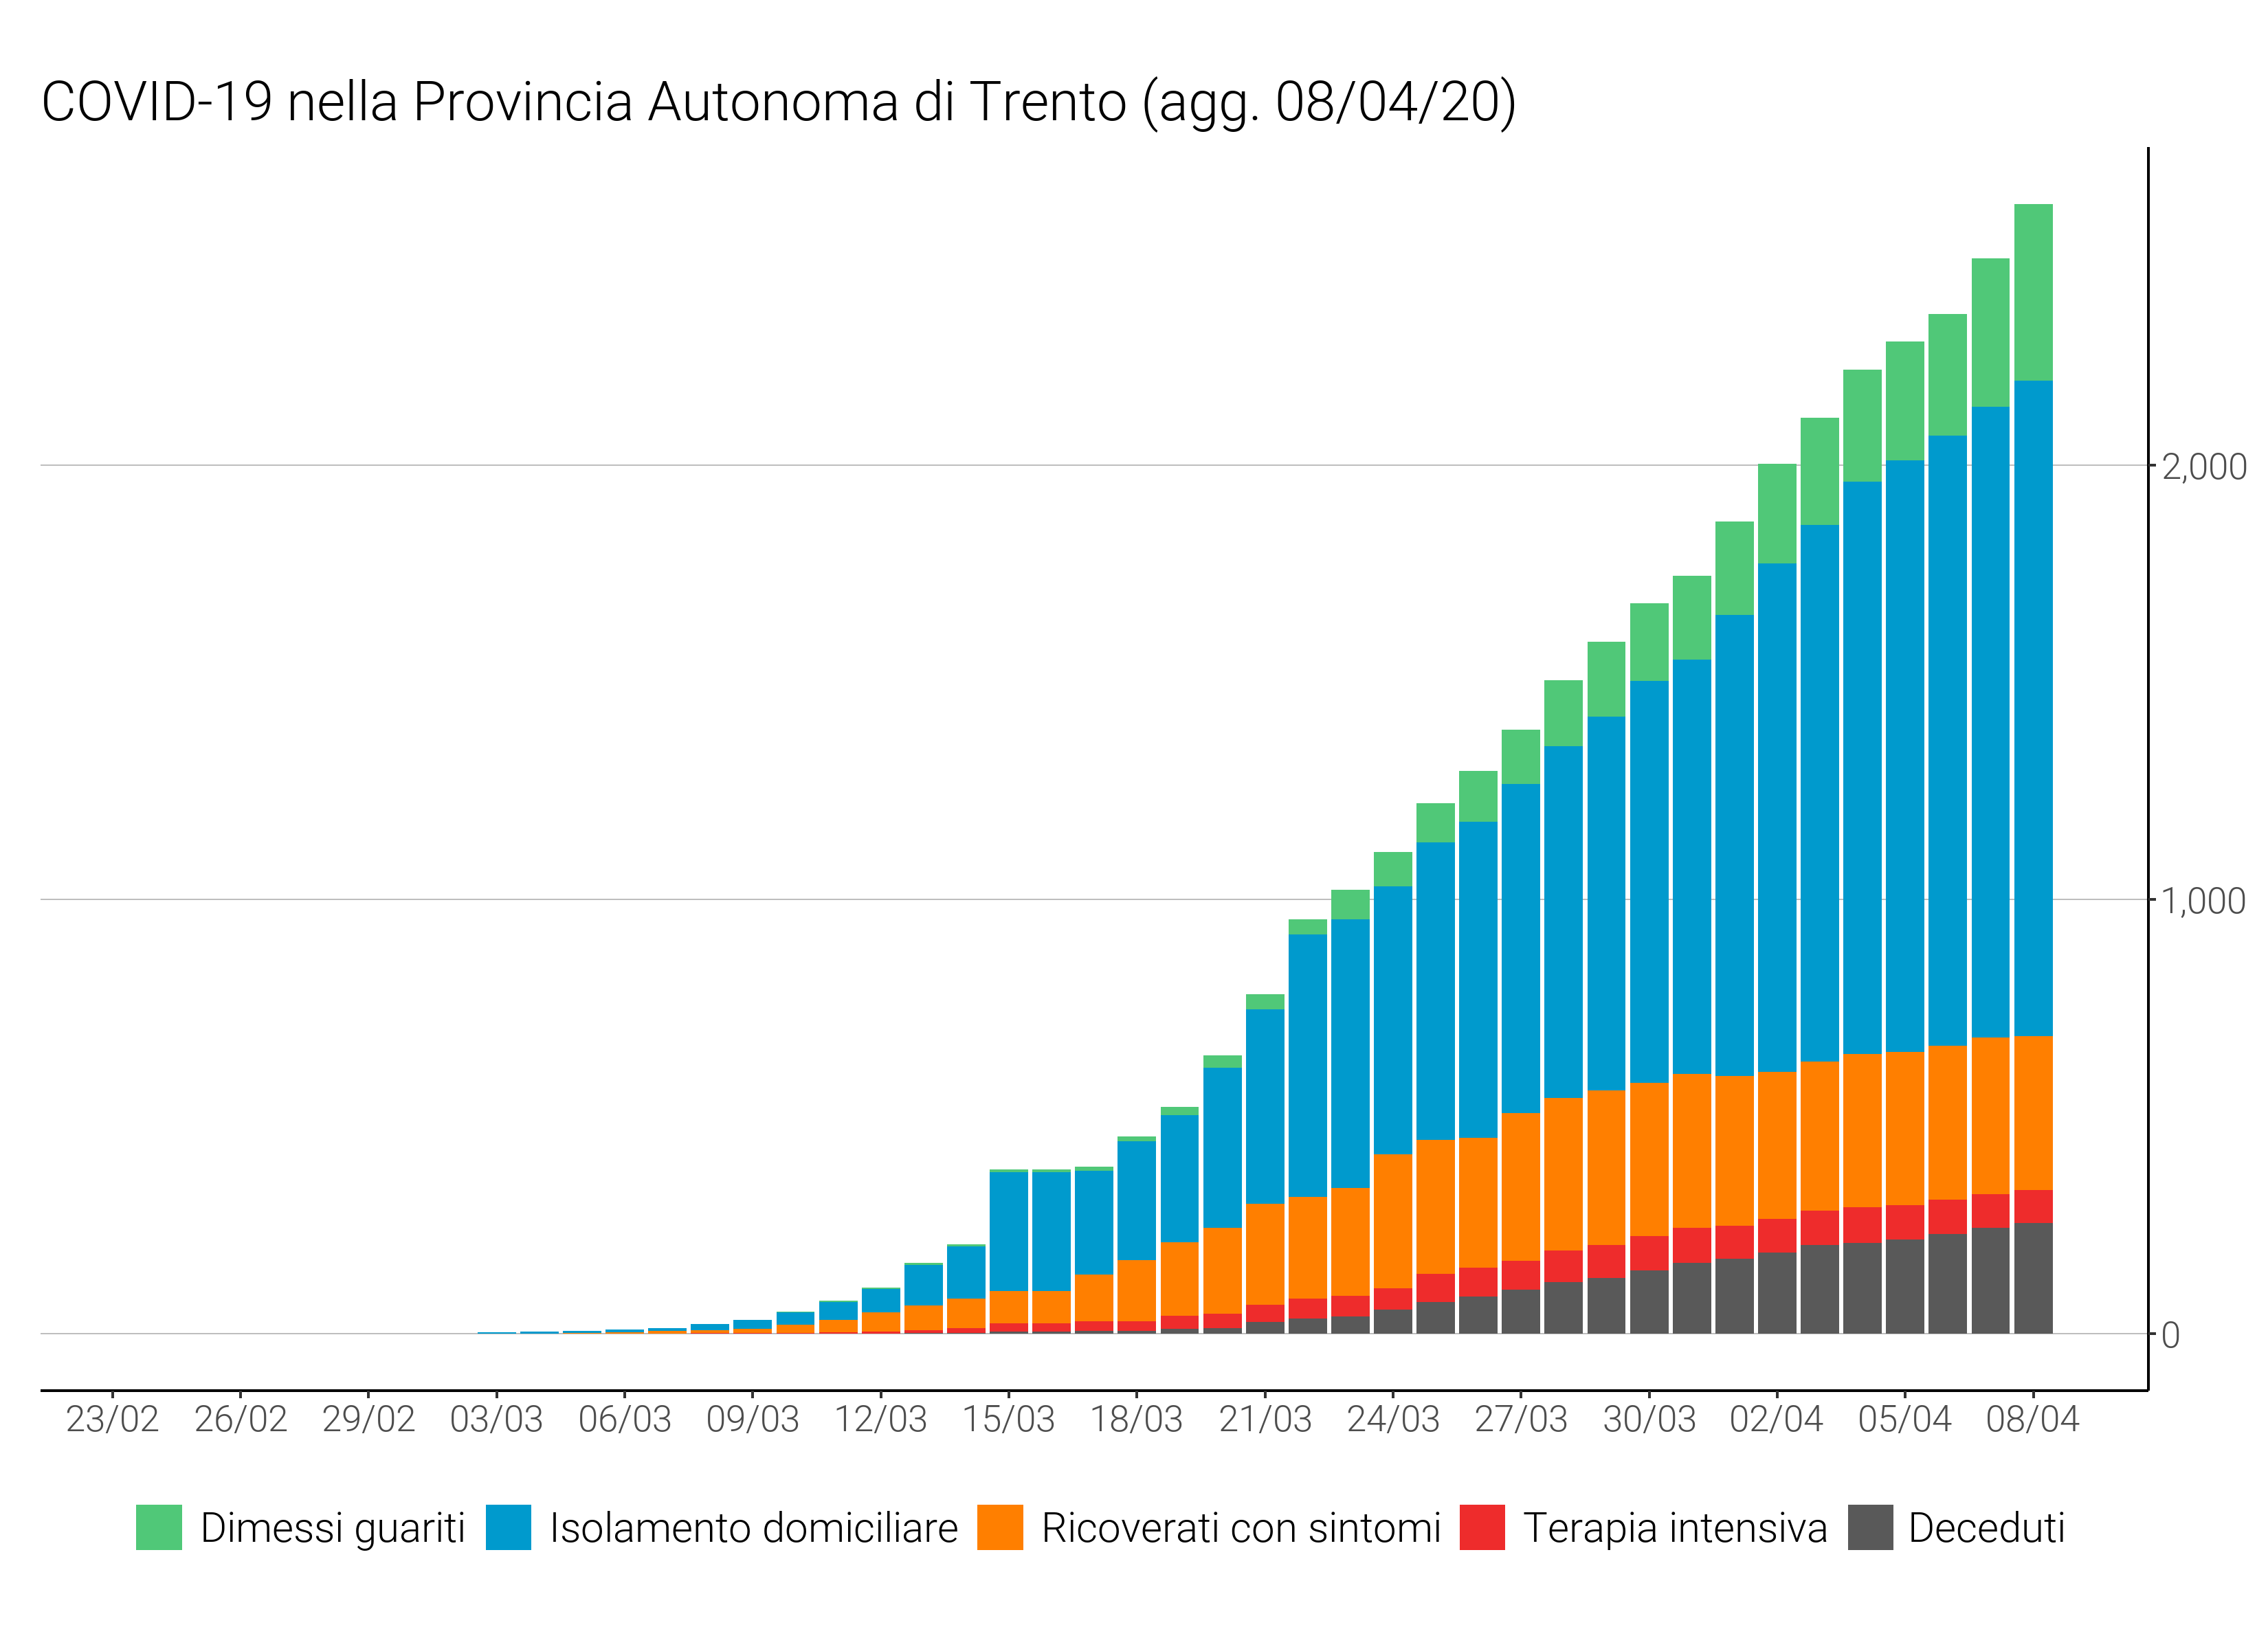 COVID-19 nella Provincia Autonoma di Trento (agg. 08/04/20)
2,000
1,000
0
23/02 26/02 29/02 03/03 06/03 09/03 12/03 15/03 18/03 21/03 24/03 27/03 30/03 02/04 05/04 08/04
Dimessi guariti Isolamento domiciliare Ricoverati con sintomi Terapia intensiva Deceduti